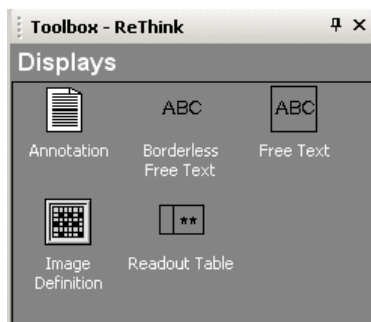 Toolbox - ReThink
Displays
ABC
ABC
Annotation
Borderless
Free Text
Free Text
**
Image
Definition
Readout Table